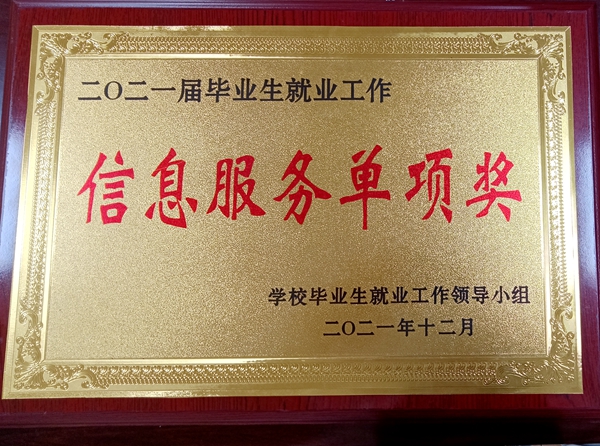 二〇二一届毕业生就业工作
信息服务单项奖
学校毕业生就业工作领导小组
二〇二一年十二月